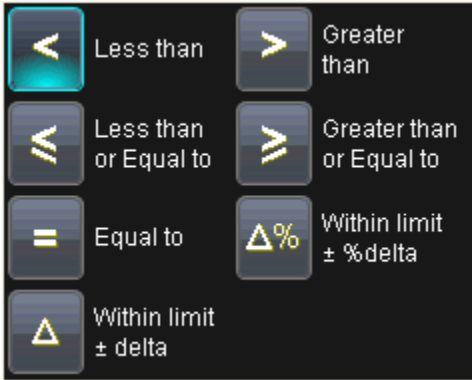 < Less than
> Greater
than
≤ Less than
or Equal to
≥ Greater than
or Equal to
= Equal to
Δ% Within limit
± %delta
Δ Within limit
± delta